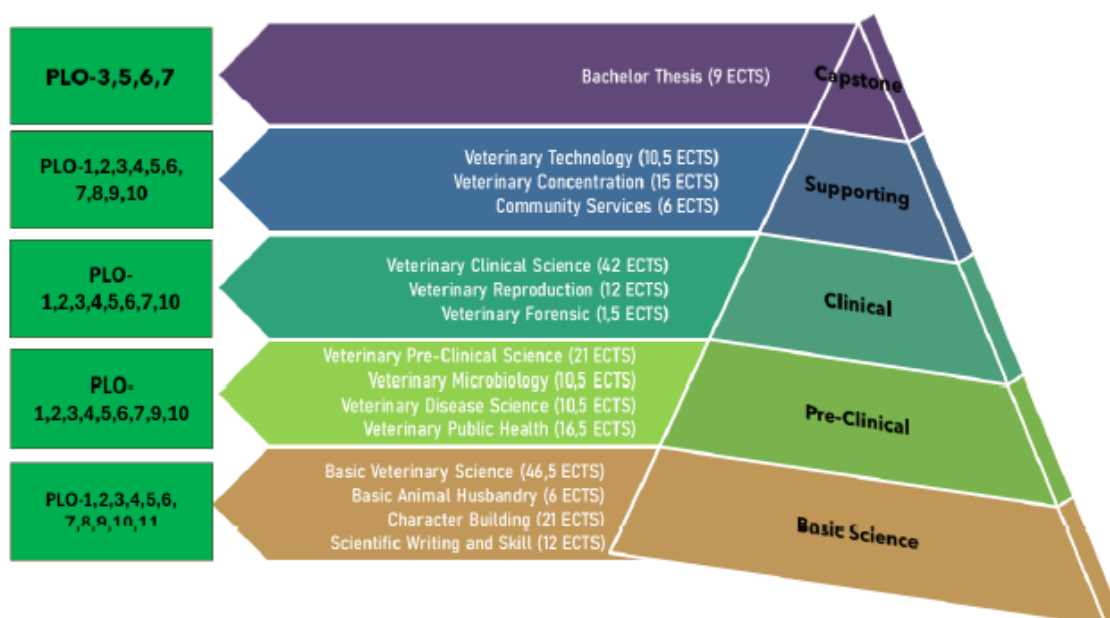 PLO-3,5,6,7
Bachelor Thesis (9 ECTS)
Capstone
PLO-1,2,3,4,5,6,
7,8,9,10
Veterinary Technology (10,5 ECTS)
Veterinary Concentration (15 ECTS)
Community Services (6 ECTS)
Supporting
PLO-
1,2,3,4,5,6,7,10
Veterinary Clinical Science (42 ECTS)
Veterinary Reproduction (12 ECTS)
Veterinary Forensic (1,5 ECTS)
Clinical
PLO-
1,2,3,4,5,6,7,9,10
Veterinary Pre-Clinical Science (21 ECTS)
Veterinary Microbiology (10,5 ECTS)
Veterinary Disease Science (10,5 ECTS)
Veterinary Public Health (16,5 ECTS)
Pre-Clinical
PLO-1,2,3,4,5,6,
7,8,9,10,11
Basic Veterinary Science (46,5 ECTS)
Basic Animal Husbandry (6 ECTS)
Character Building (21 ECTS)
Scientific Writing and Skill (12 ECTS)
Basic Science